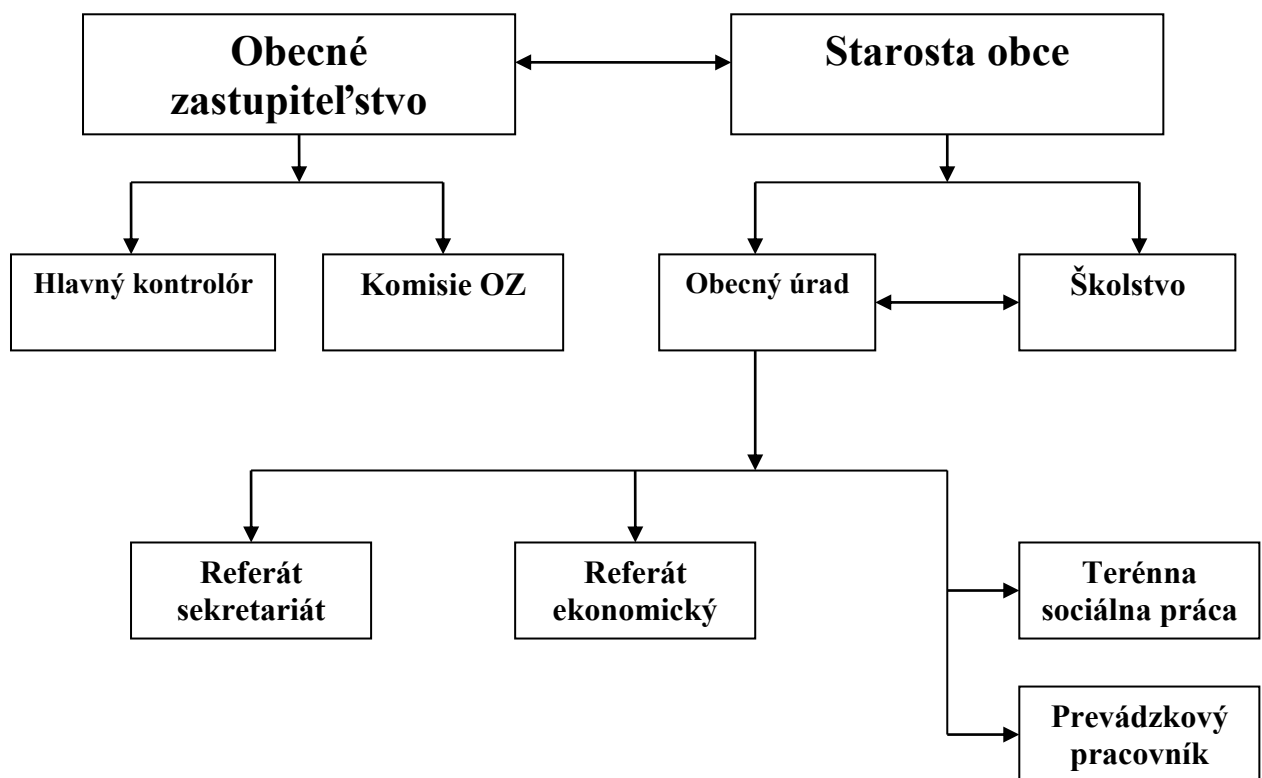 Obecné
zastupiteľstvo
Starosta obce
Hlavný kontrolór
Komisie OZ
Obecný úrad
Školstvo
Referát
sekretariát
Referát
ekonomický
Terénna
sociálna práca
Prevádzkový
pracovník